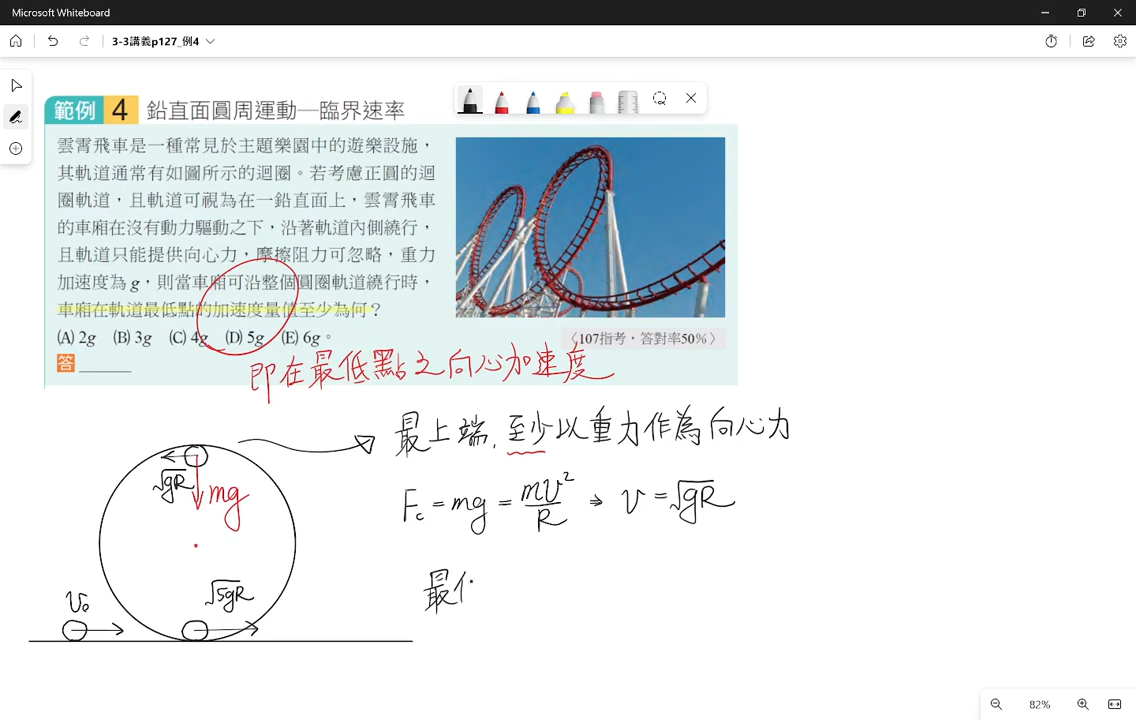 Microsoft Whiteboard
3-3講義p127_例4
範例 4 鉛直面圓周運動─臨界速率
雲霄飛車是一種常見於主題樂園中的遊樂設施，
其軌道通常有如圖所示的迴圈。若考慮正圓的迴
圈軌道，且軌道可視為在一鉛直面上，雲霄飛車
的車廂在沒有動力驅動之下，沿著軌道內側繞行，
且軌道只能提供向心力，摩擦阻力可忽略，重力
加速度為 g，則當車廂可沿整個圓圈軌道繞行時，
車廂在軌道最低點的加速度量值至少為何？
(A) 2g (B) 3g (C) 4g (D) 5g (E) 6g。
〈107指考，答對率50%〉
答
即在最低點之向心加速度
最上端, 至少以重力作為向心力
√gR
mg
Fc = mg = mv²/R ⇒ v = √gR
最
v₀
√5gR
82%